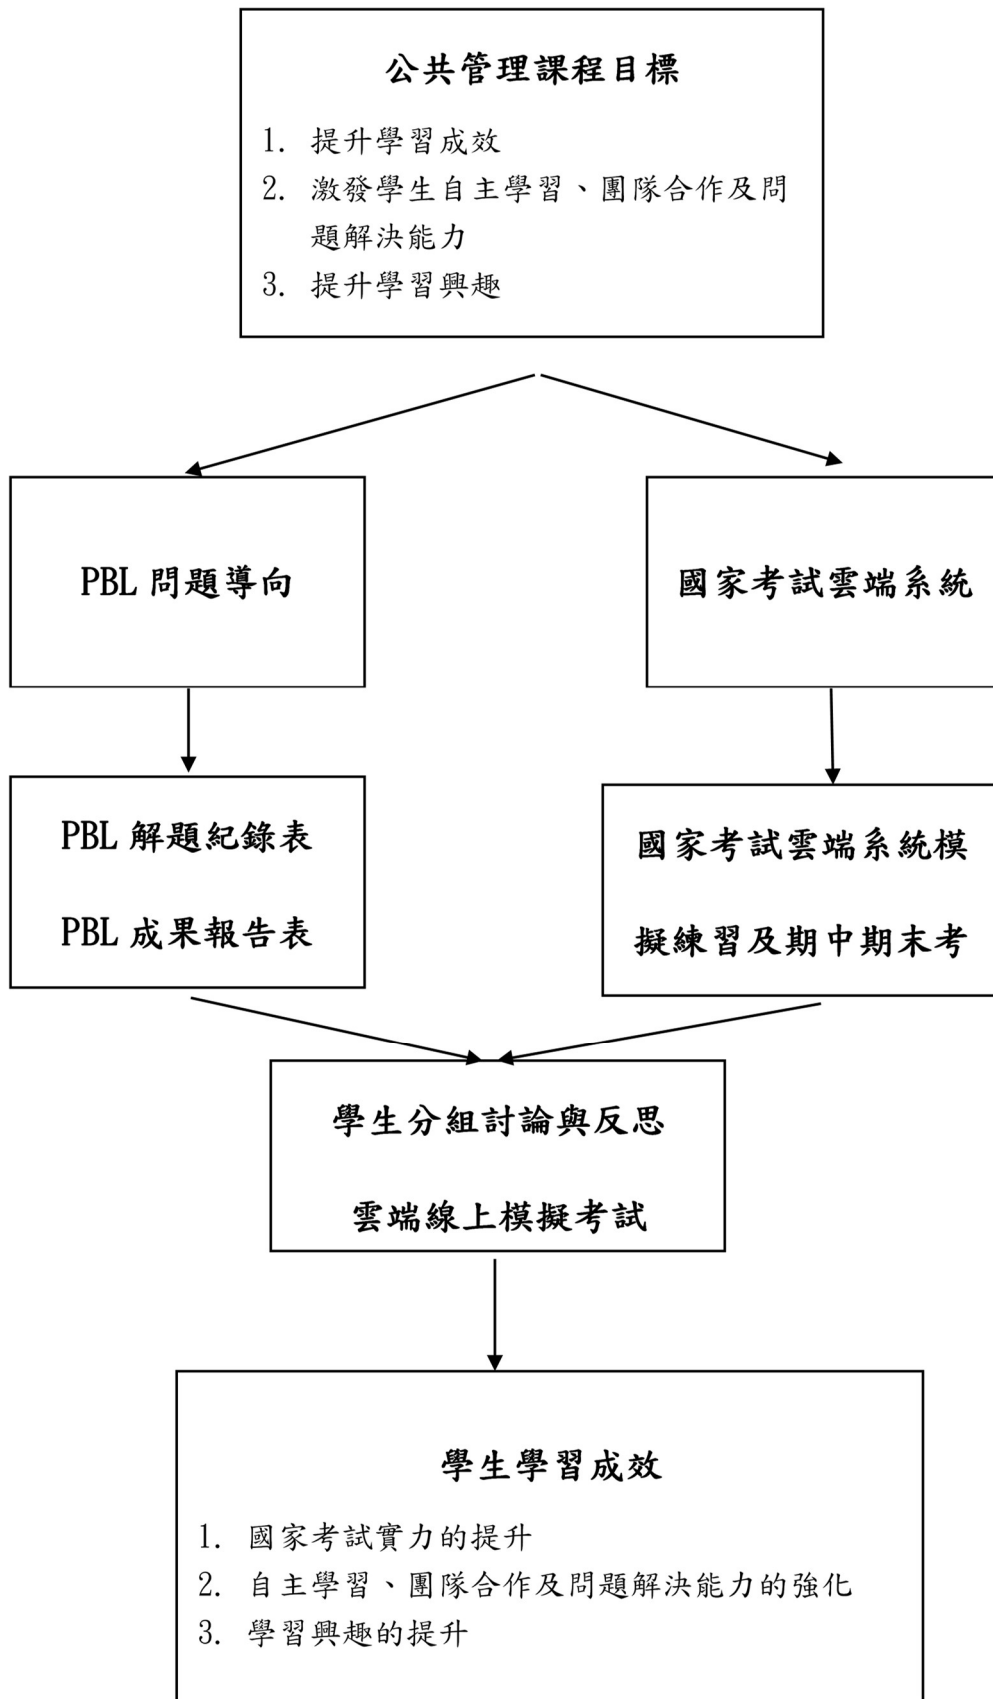 公共管理課程目標
1. 提升學習成效
2. 激發學生自主學習、團隊合作及問
題解決能力
3. 提升學習興趣
PBL 問題導向
國家考試雲端系統
PBL 解題紀錄表
PBL 成果報告表
國家考試雲端系統模
擬練習及期中期末考
學生分組討論與反思
雲端線上模擬考試
學生學習成效
1. 國家考試實力的提升
2. 自主學習、團隊合作及問題解決能力的強化
3. 學習興趣的提升